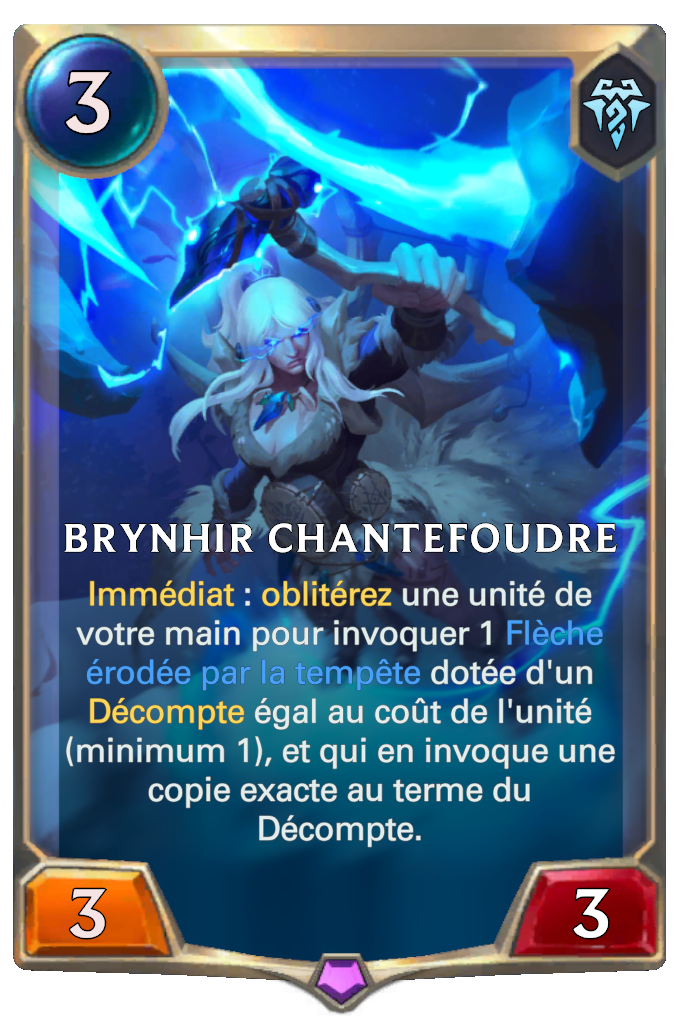 3
BRYNHIR CHANTEFOUDRE
Immédiat : oblitérez une unité de
votre main pour invoquer 1 Flèche
érodée par la tempête dotée d'un
Décompte égal au coût de l'unité
(minimum 1), et qui en invoque une
copie exacte au terme du
Décompte.
3
3